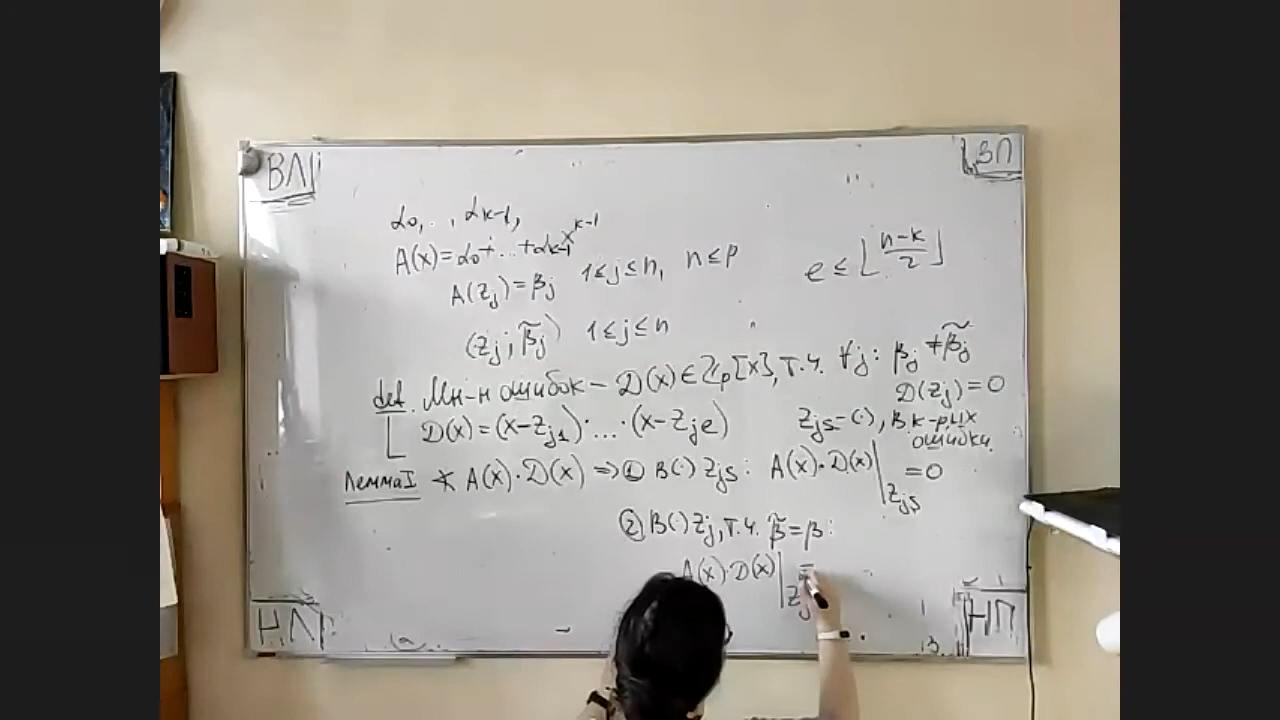 ВЛ
ЗП
α₀, . , αₖ₋₁,
A(x)=α₀+...+αₖ₋₁xᵏ⁻¹
A(zⱼ)=βⱼ 1≤j≤n, n≤p
e ≤ ⌊(n-k)/2⌋
(zⱼ; β̃ⱼ) 1≤j≤n
def. Мн-н ошибок – D(x)∈ℤp[x], т.ч. ∀j: βⱼ≠β̃ⱼ
D(zⱼ)=0
D(x)=(x-zj₁)·...·(x-zjₑ)
zjₛ–(·), в к-рых
ошибки.
Лемма I ∢ A(x)·D(x) ⇒ ① В(·) zjₛ: A(x)·D(x)|zjₛ =0
② В(·) zⱼ, т.ч. β̃=β:
A(x)·D(x)|zⱼ =
НЛ
НП